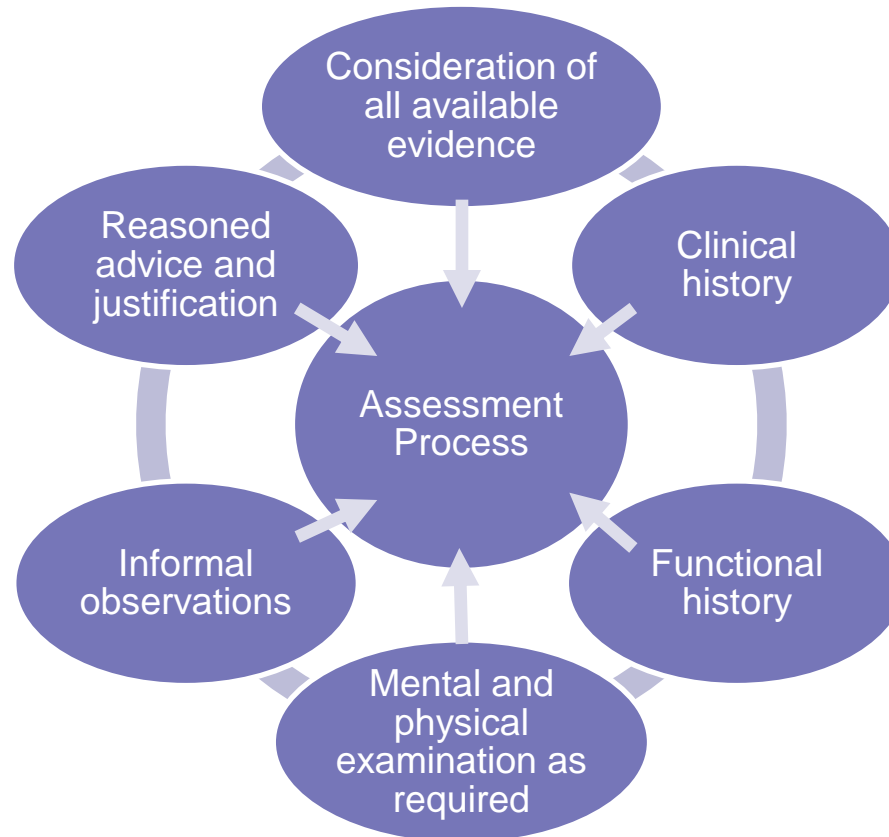 Consideration of
all available
evidence
Clinical
history
Functional
history
Mental and
physical
examination as
required
Informal
observations
Reasoned
advice and
justification
Assessment
Process